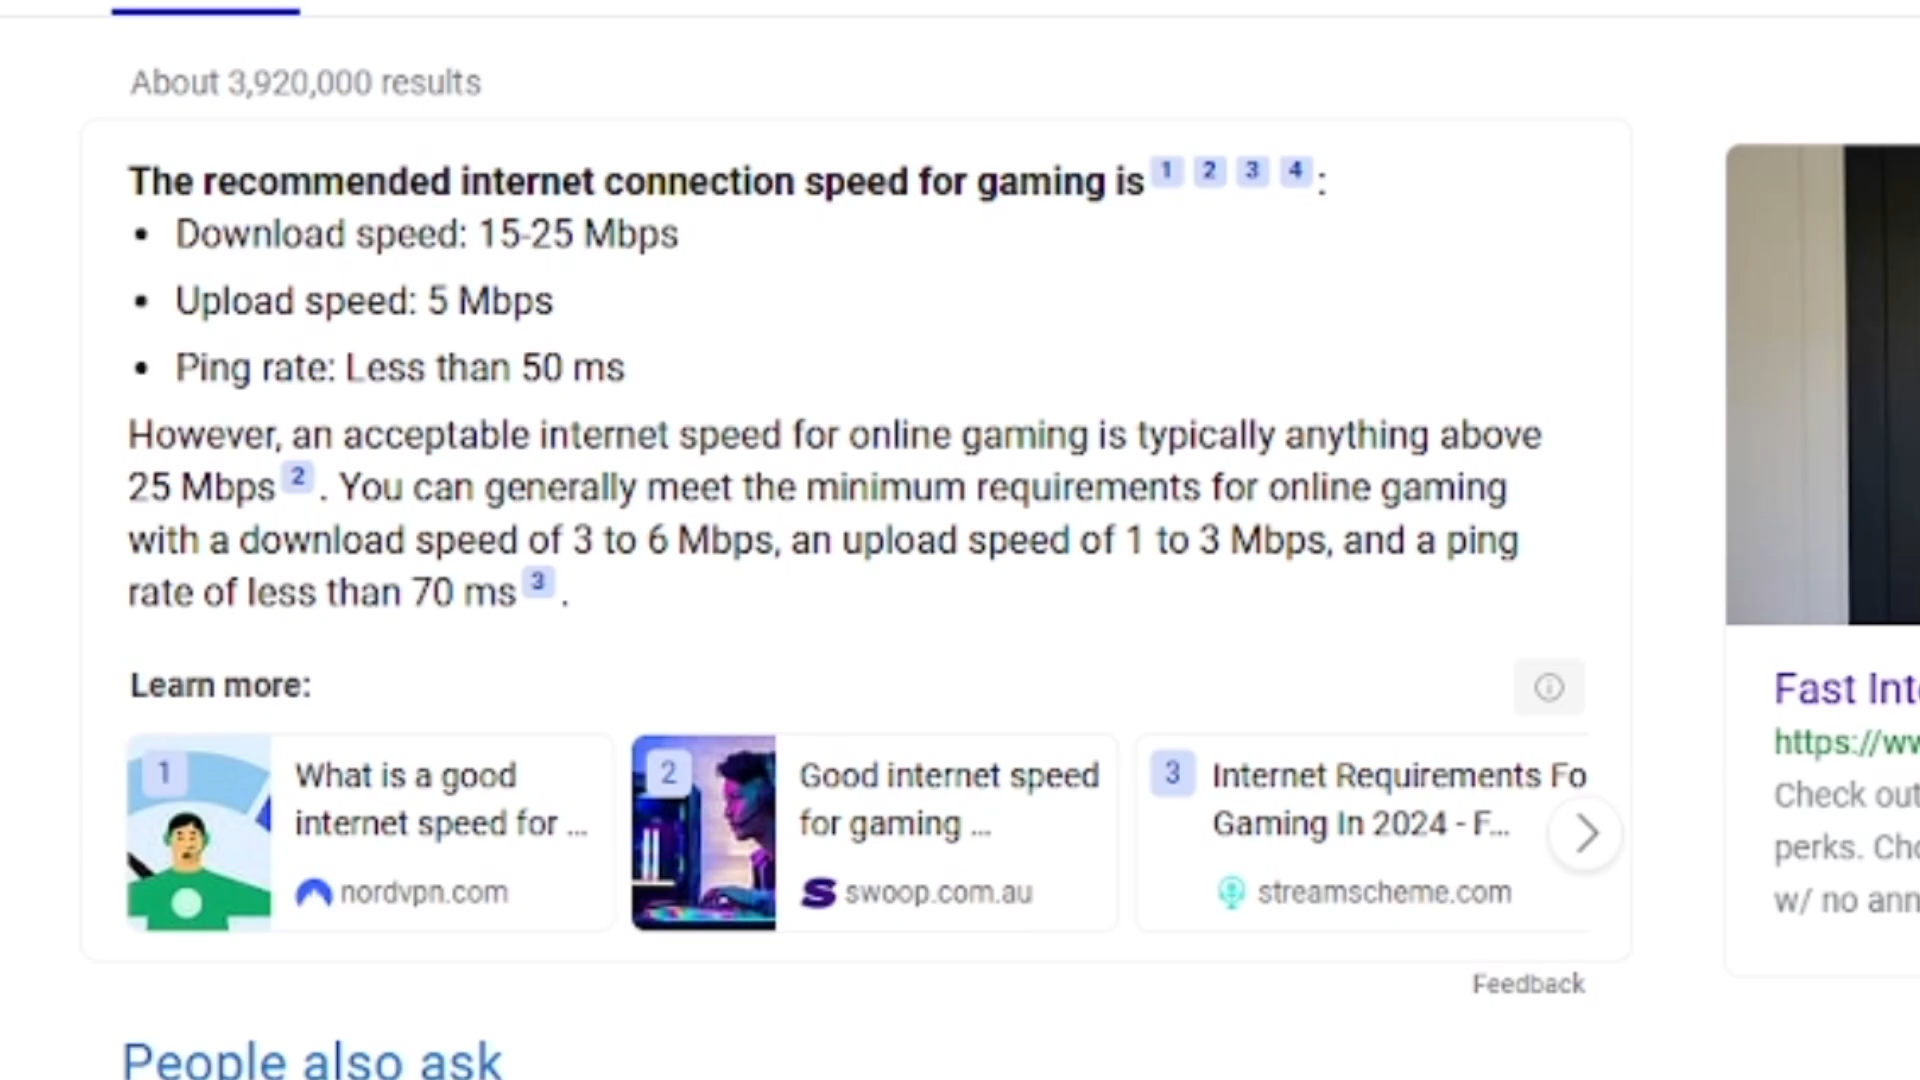 About 3,920,000 results
The recommended internet connection speed for gaming is 1 2 3 4 :
• Download speed: 15-25 Mbps
• Upload speed: 5 Mbps
• Ping rate: Less than 50 ms
However, an acceptable internet speed for online gaming is typically anything above
25 Mbps 2 . You can generally meet the minimum requirements for online gaming
with a download speed of 3 to 6 Mbps, an upload speed of 1 to 3 Mbps, and a ping
rate of less than 70 ms 3 .
Learn more:
1
What is a good
internet speed for ...
nordvpn.com
2
Good internet speed
for gaming ...
swoop.com.au
3
Internet Requirements Fo
Gaming In 2024 - F...
streamscheme.com
Feedback
People also ask
Fast Int
https://ww
Check out
perks. Cho
w/ no ann